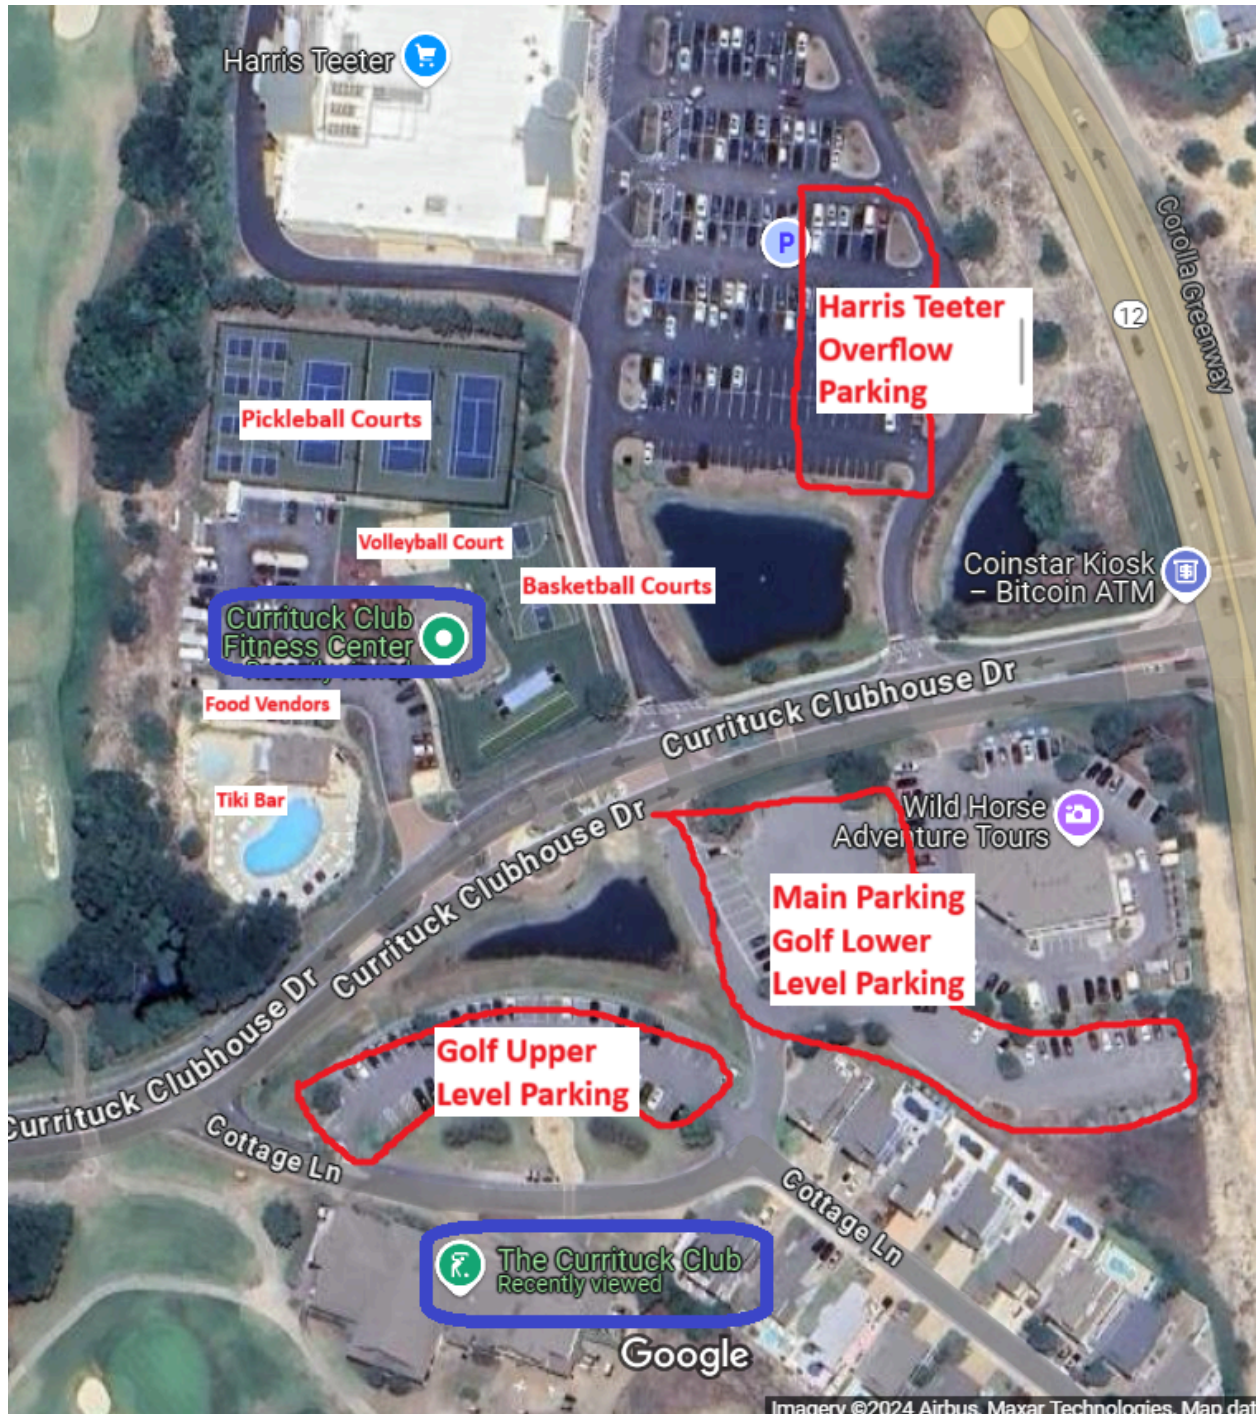 Harris Teeter
P
Corolla Greenway
12
Harris Teeter
Overflow
Parking
Pickleball Courts
Volleyball Court
Basketball Courts
Coinstar Kiosk
– Bitcoin ATM
Currituck Club
Fitness Center
Food Vendors
Currituck Clubhouse Dr
Tiki Bar
Currituck Clubhouse Dr
Wild Horse
Adventure Tours
Main Parking
Golf Lower
Level Parking
Currituck Clubhouse Dr
Golf Upper
Level Parking
Cottage Ln
Cottage Ln
The Currituck Club
Recently viewed
Google
Imagery ©2024 Airbus, Maxar Technologies, Map dat